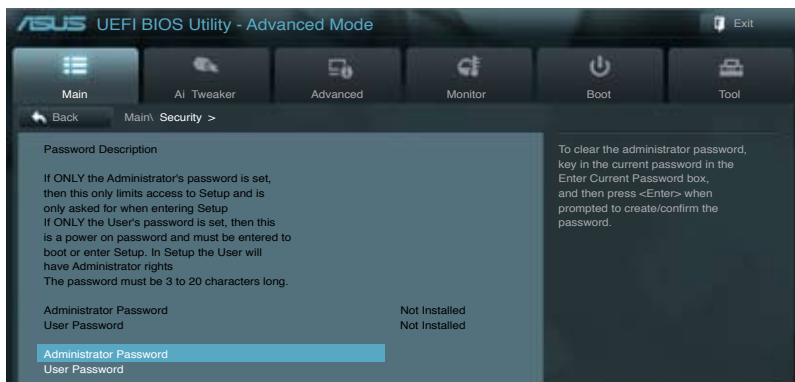 ASUS UEFI BIOS Utility - Advanced Mode
Exit
Main
Ai Tweaker
Advanced
Monitor
Boot
Tool
Back
Main\ Security >
Password Description
If ONLY the Administrator's password is set,
then this only limits access to Setup and is
only asked for when entering Setup
If ONLY the User's password is set, then this
is a power on password and must be entered to
boot or enter Setup. In Setup the User will
have Administrator rights
The password must be 3 to 20 characters long.
Administrator Password Not Installed
User Password Not Installed
Administrator Password
User Password
To clear the administrator password,
key in the current password in the
Enter Current Password box,
and then press <Enter> when
prompted to create/confirm the
password.